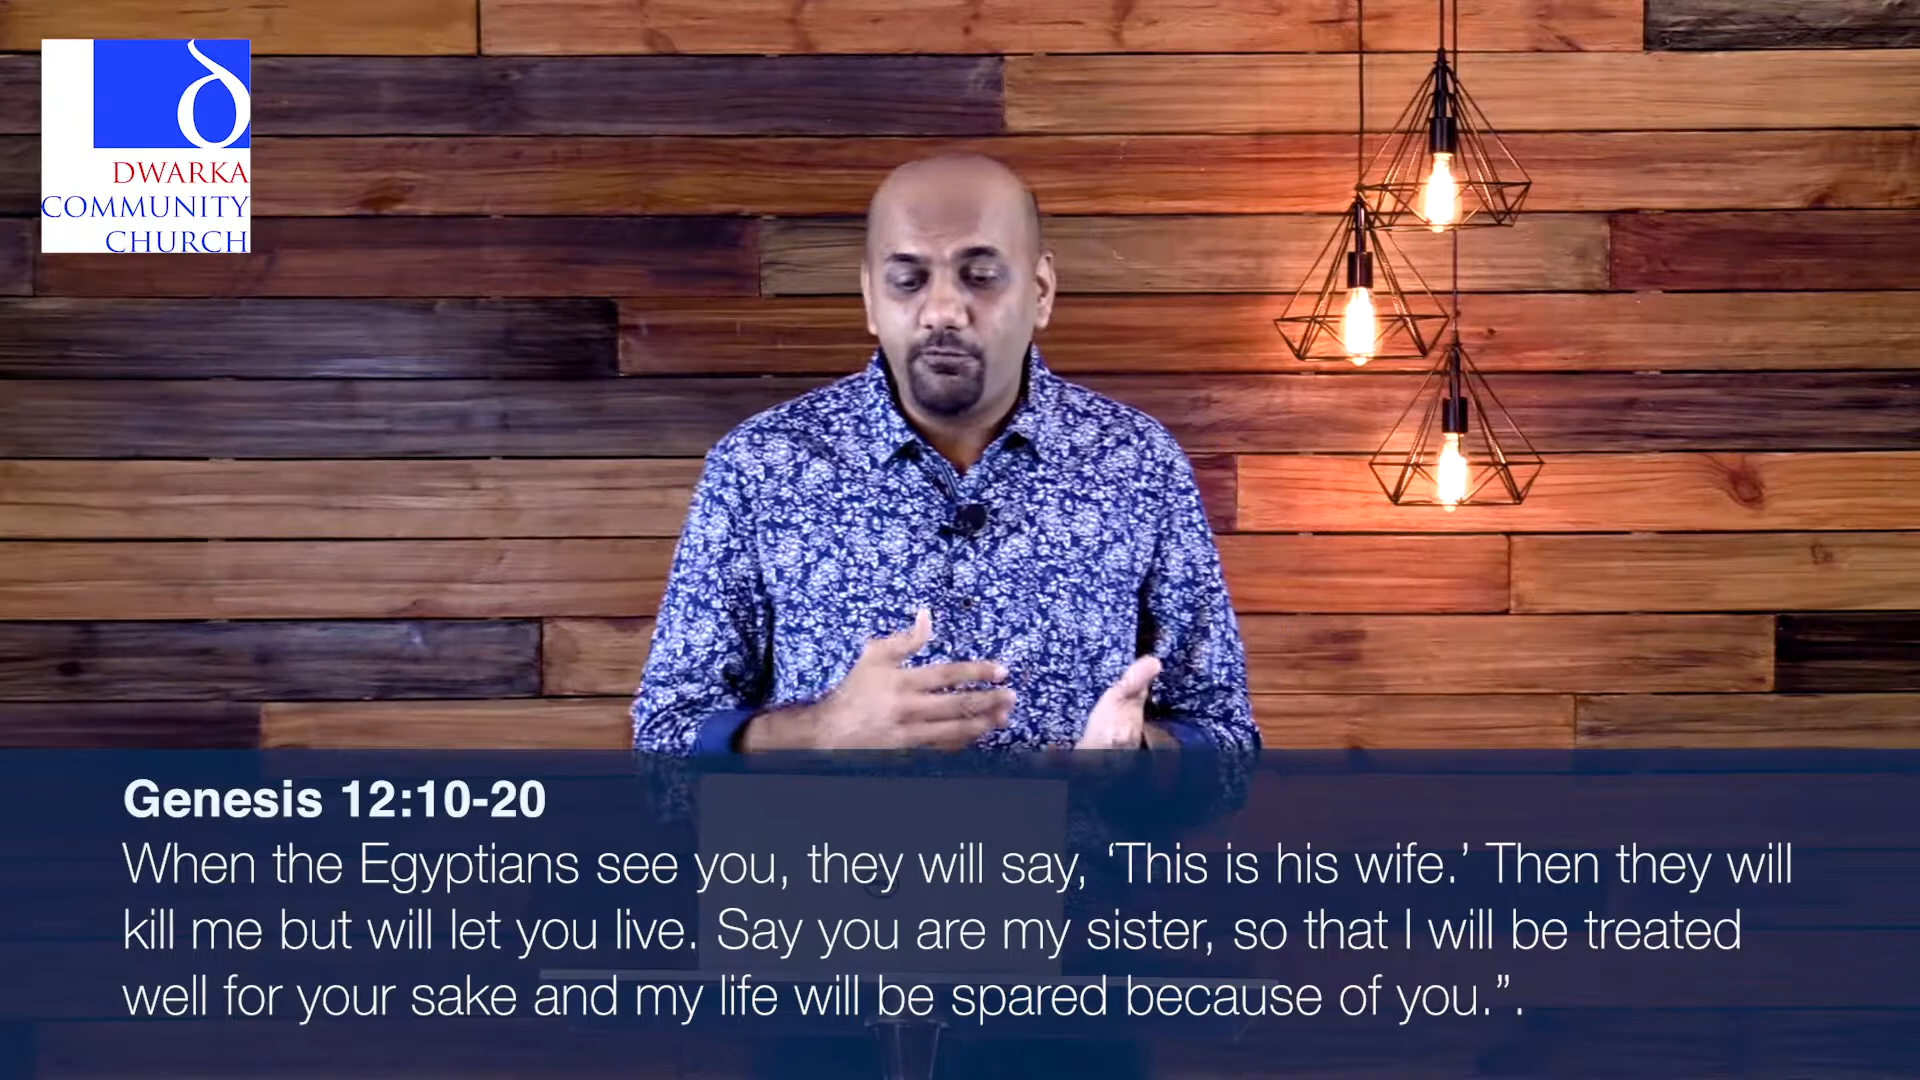 DWARKA
COMMUNITY
CHURCH
Genesis 12:10-20
When the Egyptians see you, they will say, ‘This is his wife.’ Then they will
kill me but will let you live. Say you are my sister, so that I will be treated
well for your sake and my life will be spared because of you.”.